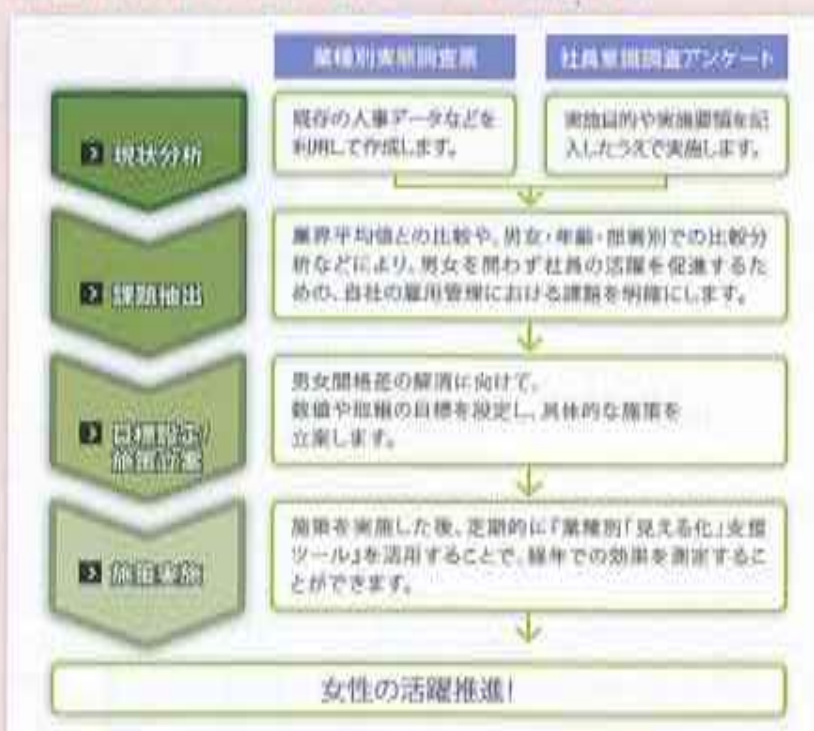 業種別実態調査票
社員意識調査アンケート
現状分析
既存の人事データなどを
利用して作成します。
実施目的や実施要領を記
入したうえで実施します。
課題抽出
業界平均値との比較や、男女・年齢・部署別での比較分
析などにより、男女を問わず社員の活躍を促進するた
めの、自社の雇用管理における課題を明確にします。
目標設定/
施策立案
男女間格差の解消に向けて、
数値や取組の目標を設定し、具体的な施策を
立案します。
施策実施
施策を実施した後、定期的に『業種別「見える化」支援
ツール』を活用することで、経年での効果を測定するこ
とができます。
女性の活躍推進!